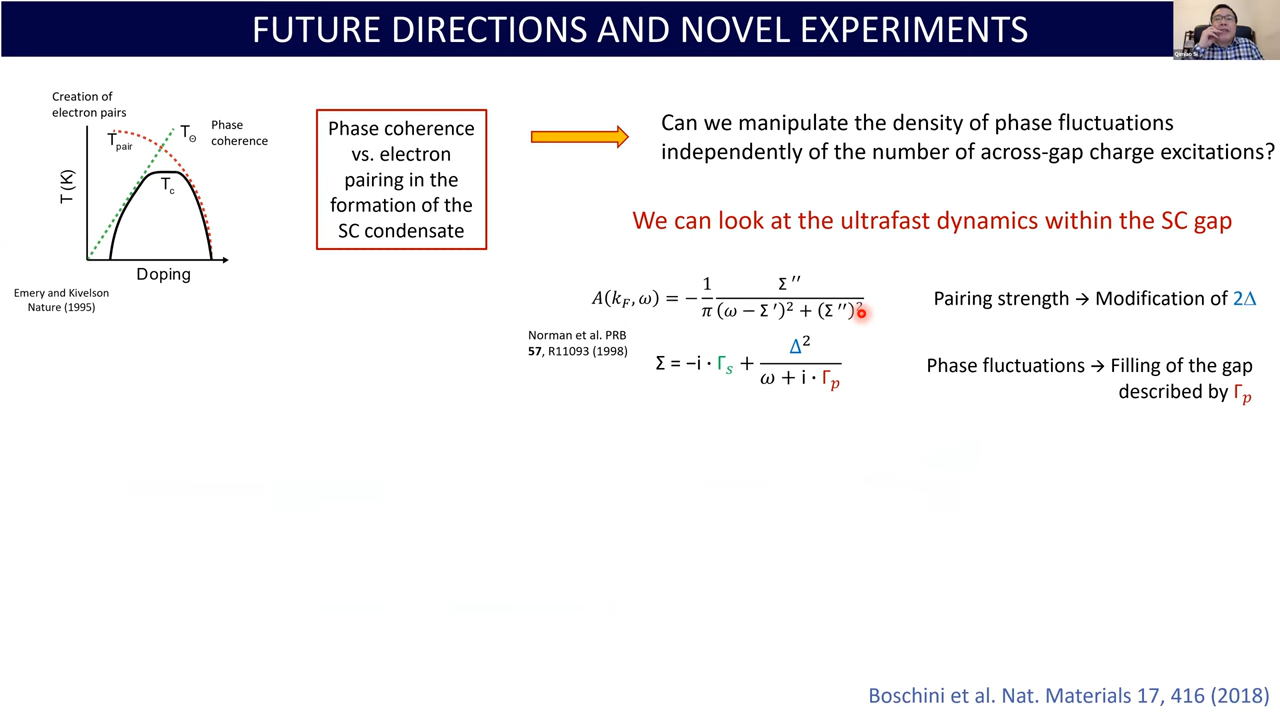 FUTURE DIRECTIONS AND NOVEL EXPERIMENTS
Qimiao Si
Creation of
electron pairs
T_pair
T_Θ
Phase
coherence
T_c
T (K)
Doping
Emery and Kivelson
Nature (1995)
Phase coherence
vs. electron
pairing in the
formation of the
SC condensate
Can we manipulate the density of phase fluctuations
independently of the number of across-gap charge excitations?
We can look at the ultrafast dynamics within the SC gap
A(k_F, ω) = −1/π Σ″/((ω − Σ′)² + (Σ″)²)
Norman et al. PRB
57, R11093 (1998)
Σ = −i · Γ_s + Δ²/(ω + i · Γ_p)
Pairing strength → Modification of 2Δ
Phase fluctuations → Filling of the gap
described by Γ_p
Boschini et al. Nat. Materials 17, 416 (2018)